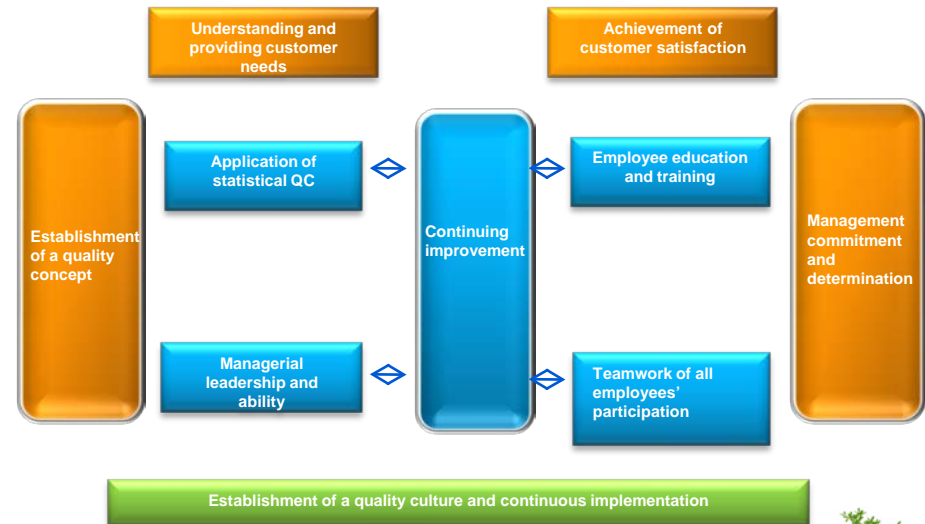 Understanding and
providing customer
needs
Achievement of
customer satisfaction
Establishment
of a quality
concept
Application of
statistical QC
Continuing
improvement
Employee education
and training
Management
commitment
and
determination
Managerial
leadership and
ability
Teamwork of all
employees’
participation
Establishment of a quality culture and continuous implementation